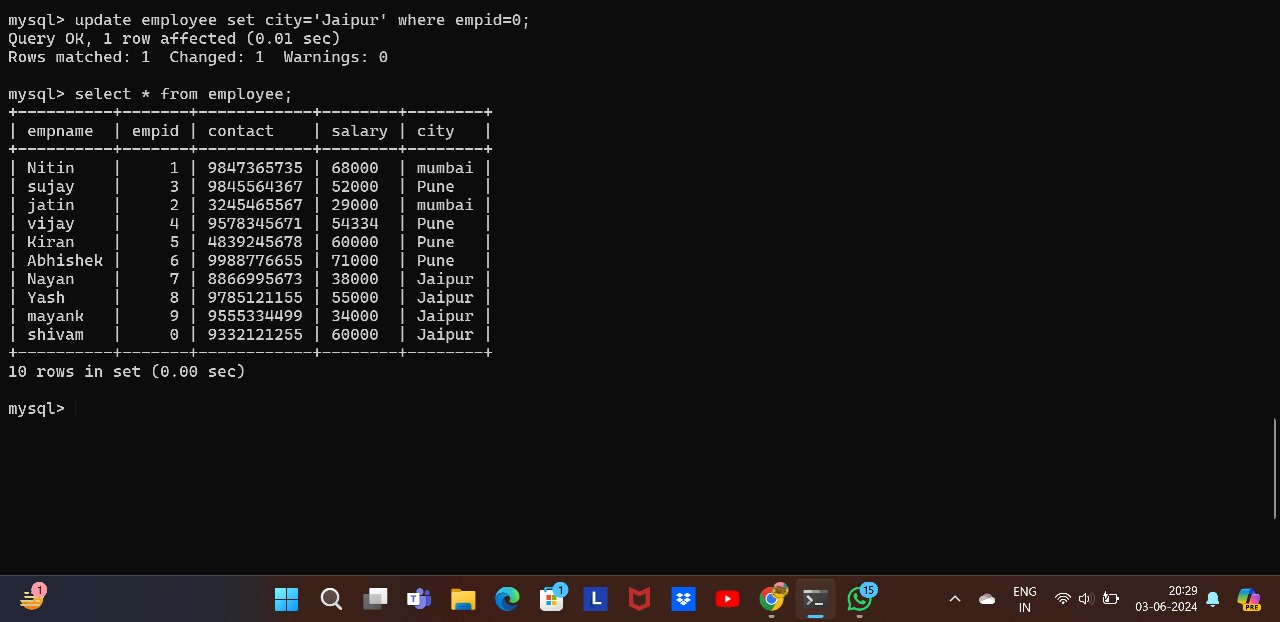 mysql> update employee set city='Jaipur' where empid=0;
Query OK, 1 row affected (0.01 sec)
Rows matched: 1  Changed: 1  Warnings: 0
mysql> select * from employee;
+----------+-------+------------+--------+--------+
| empname  | empid | contact    | salary | city   |
+----------+-------+------------+--------+--------+
| Nitin    |     1 | 9847365735 | 68000  | mumbai |
| sujay    |     3 | 9845564367 | 52000  | Pune   |
| jatin    |     2 | 3245465567 | 29000  | mumbai |
| vijay    |     4 | 9578345671 | 54334  | Pune   |
| Kiran    |     5 | 4839245678 | 60000  | Pune   |
| Abhishek |     6 | 9988776655 | 71000  | Pune   |
| Nayan    |     7 | 8866995673 | 38000  | Jaipur |
| Yash     |     8 | 9785121155 | 55000  | Jaipur |
| mayank   |     9 | 9555334499 | 34000  | Jaipur |
| shivam   |     0 | 9332121255 | 60000  | Jaipur |
+----------+-------+------------+--------+--------+
10 rows in set (0.00 sec)
mysql>
1
T
1
L
15
ENG
IN
20:29
03-06-2024
PRE